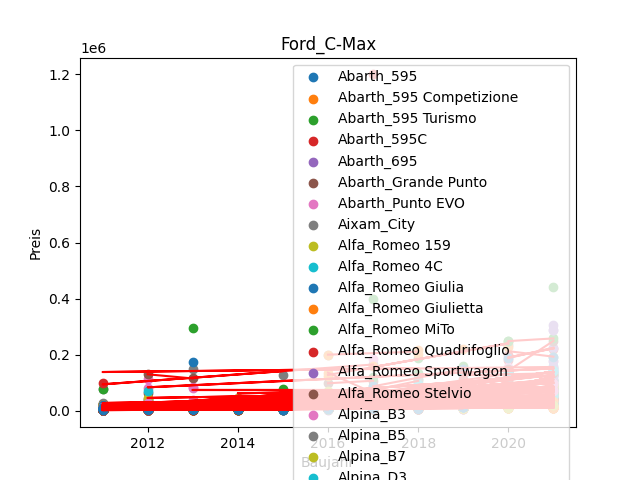 Ford_C-Max
1e6
1.2
1.0
0.8
0.6
0.4
0.2
0.0
Preis
2012
2014
2016
2018
2020
Baujahr
Abarth_595
Abarth_595 Competizione
Abarth_595 Turismo
Abarth_595C
Abarth_695
Abarth_Grande Punto
Abarth_Punto EVO
Aixam_City
Alfa_Romeo 159
Alfa_Romeo 4C
Alfa_Romeo Giulia
Alfa_Romeo Giulietta
Alfa_Romeo MiTo
Alfa_Romeo Quadrifoglio
Alfa_Romeo Sportwagon
Alfa_Romeo Stelvio
Alpina_B3
Alpina_B5
Alpina_B7
Alpina_D3